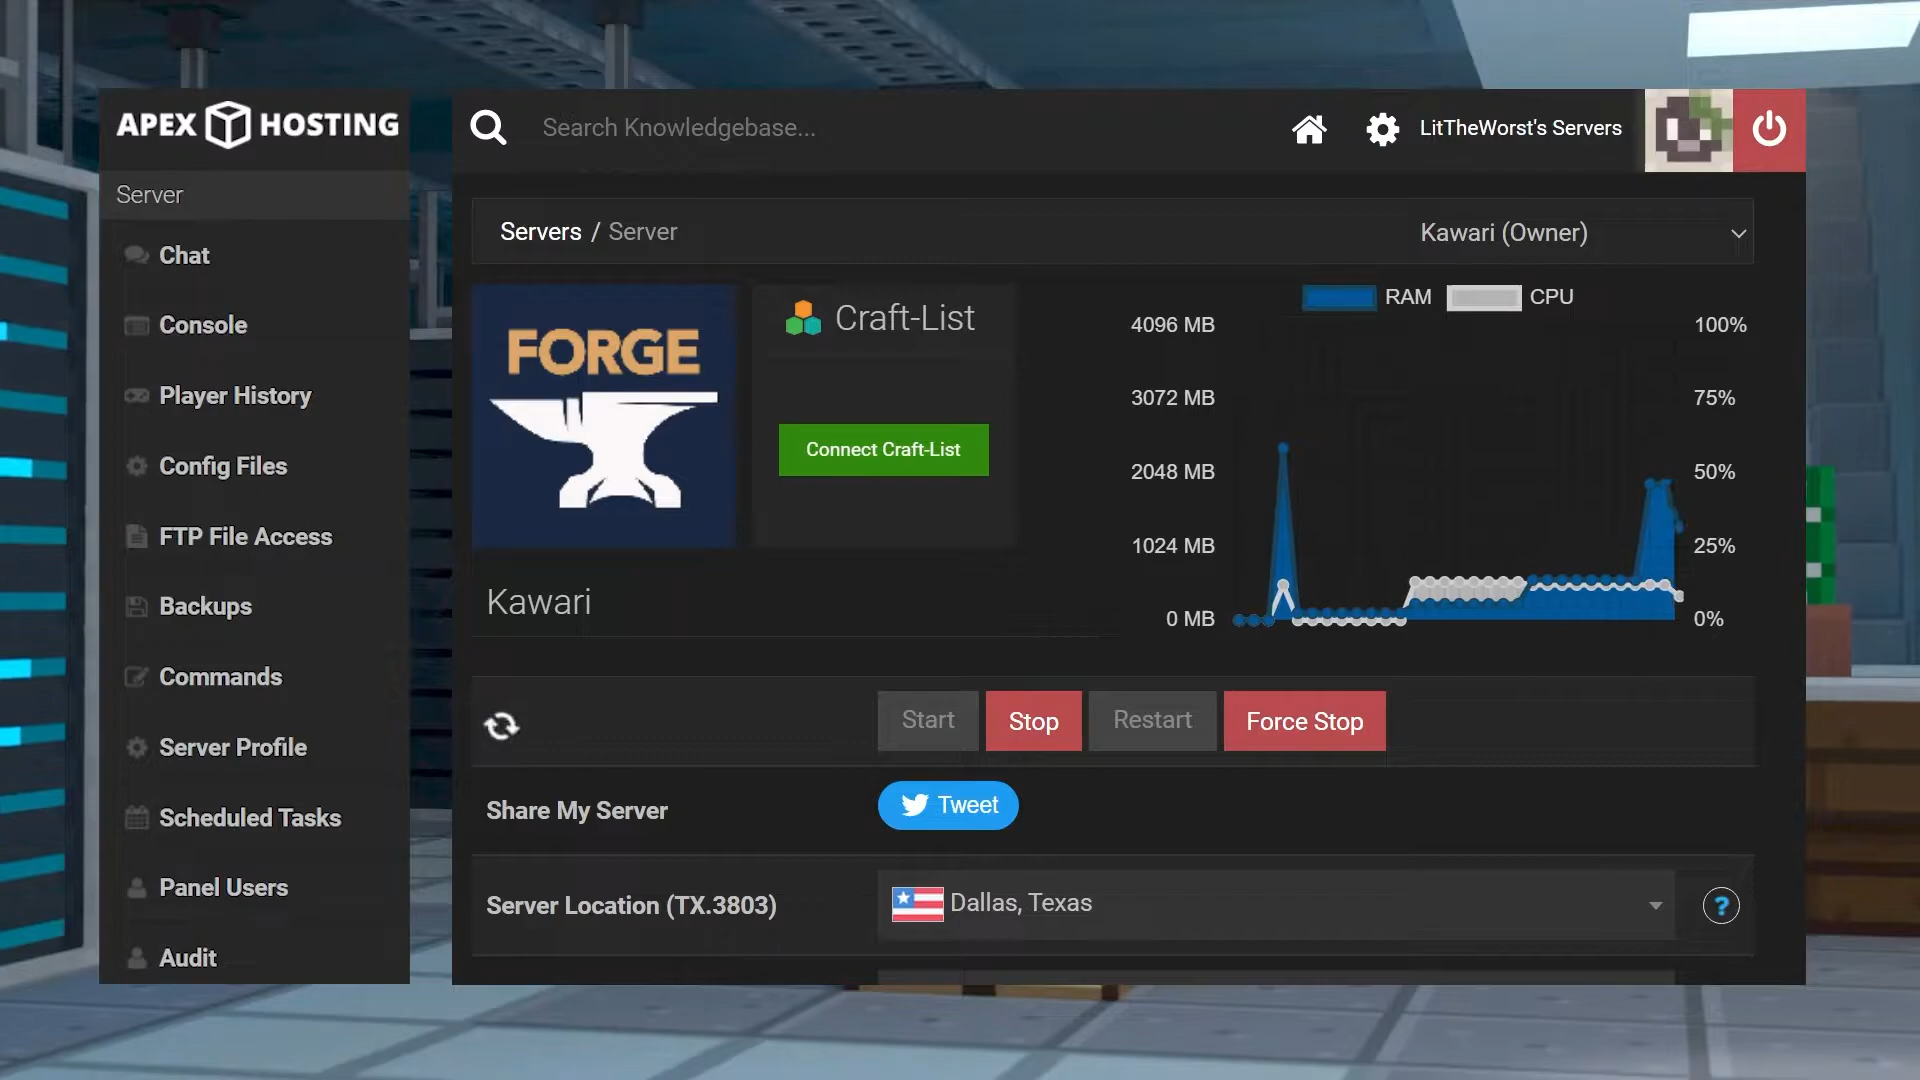 APEX HOSTING
Server
Chat
Console
Player History
Config Files
FTP File Access
Backups
Commands
Server Profile
Scheduled Tasks
Panel Users
Audit
Search Knowledgebase...
LitTheWorst's Servers
Servers / Server
Kawari (Owner)
FORGE
Craft-List
Connect Craft-List
Kawari
RAM CPU
4096 MB 100%
3072 MB 75%
2048 MB 50%
1024 MB 25%
0 MB 0%
Start Stop Restart Force Stop
Share My Server Tweet
Server Location (TX.3803) Dallas, Texas ?